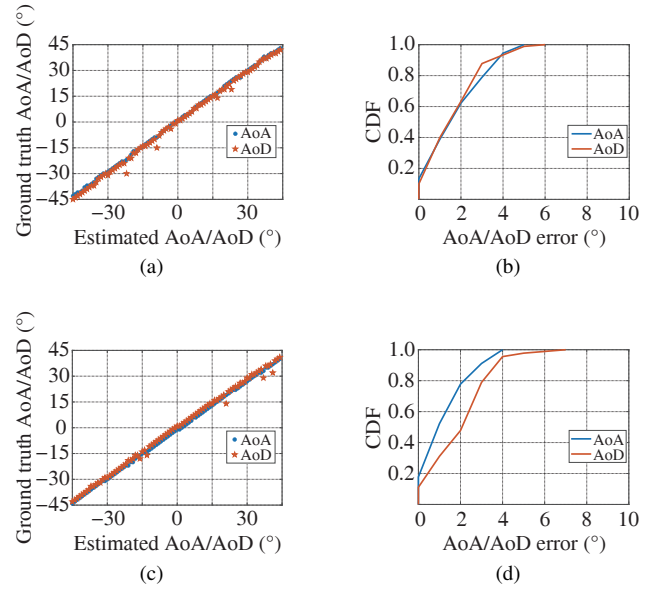 Ground truth AoA/AoD (°)
45
30
15
0
−15
−30
−45
−30
0
30
Estimated AoA/AoD (°)
AoA
AoD
(a)
CDF
1.0
0.8
0.6
0.4
0.2
0
2
4
6
8
10
AoA/AoD error (°)
AoA
AoD
(b)
Ground truth AoA/AoD (°)
45
30
15
0
−15
−30
−45
−30
0
30
Estimated AoA/AoD (°)
AoA
AoD
(c)
CDF
1.0
0.8
0.6
0.4
0.2
0
2
4
6
8
10
AoA/AoD error (°)
AoA
AoD
(d)